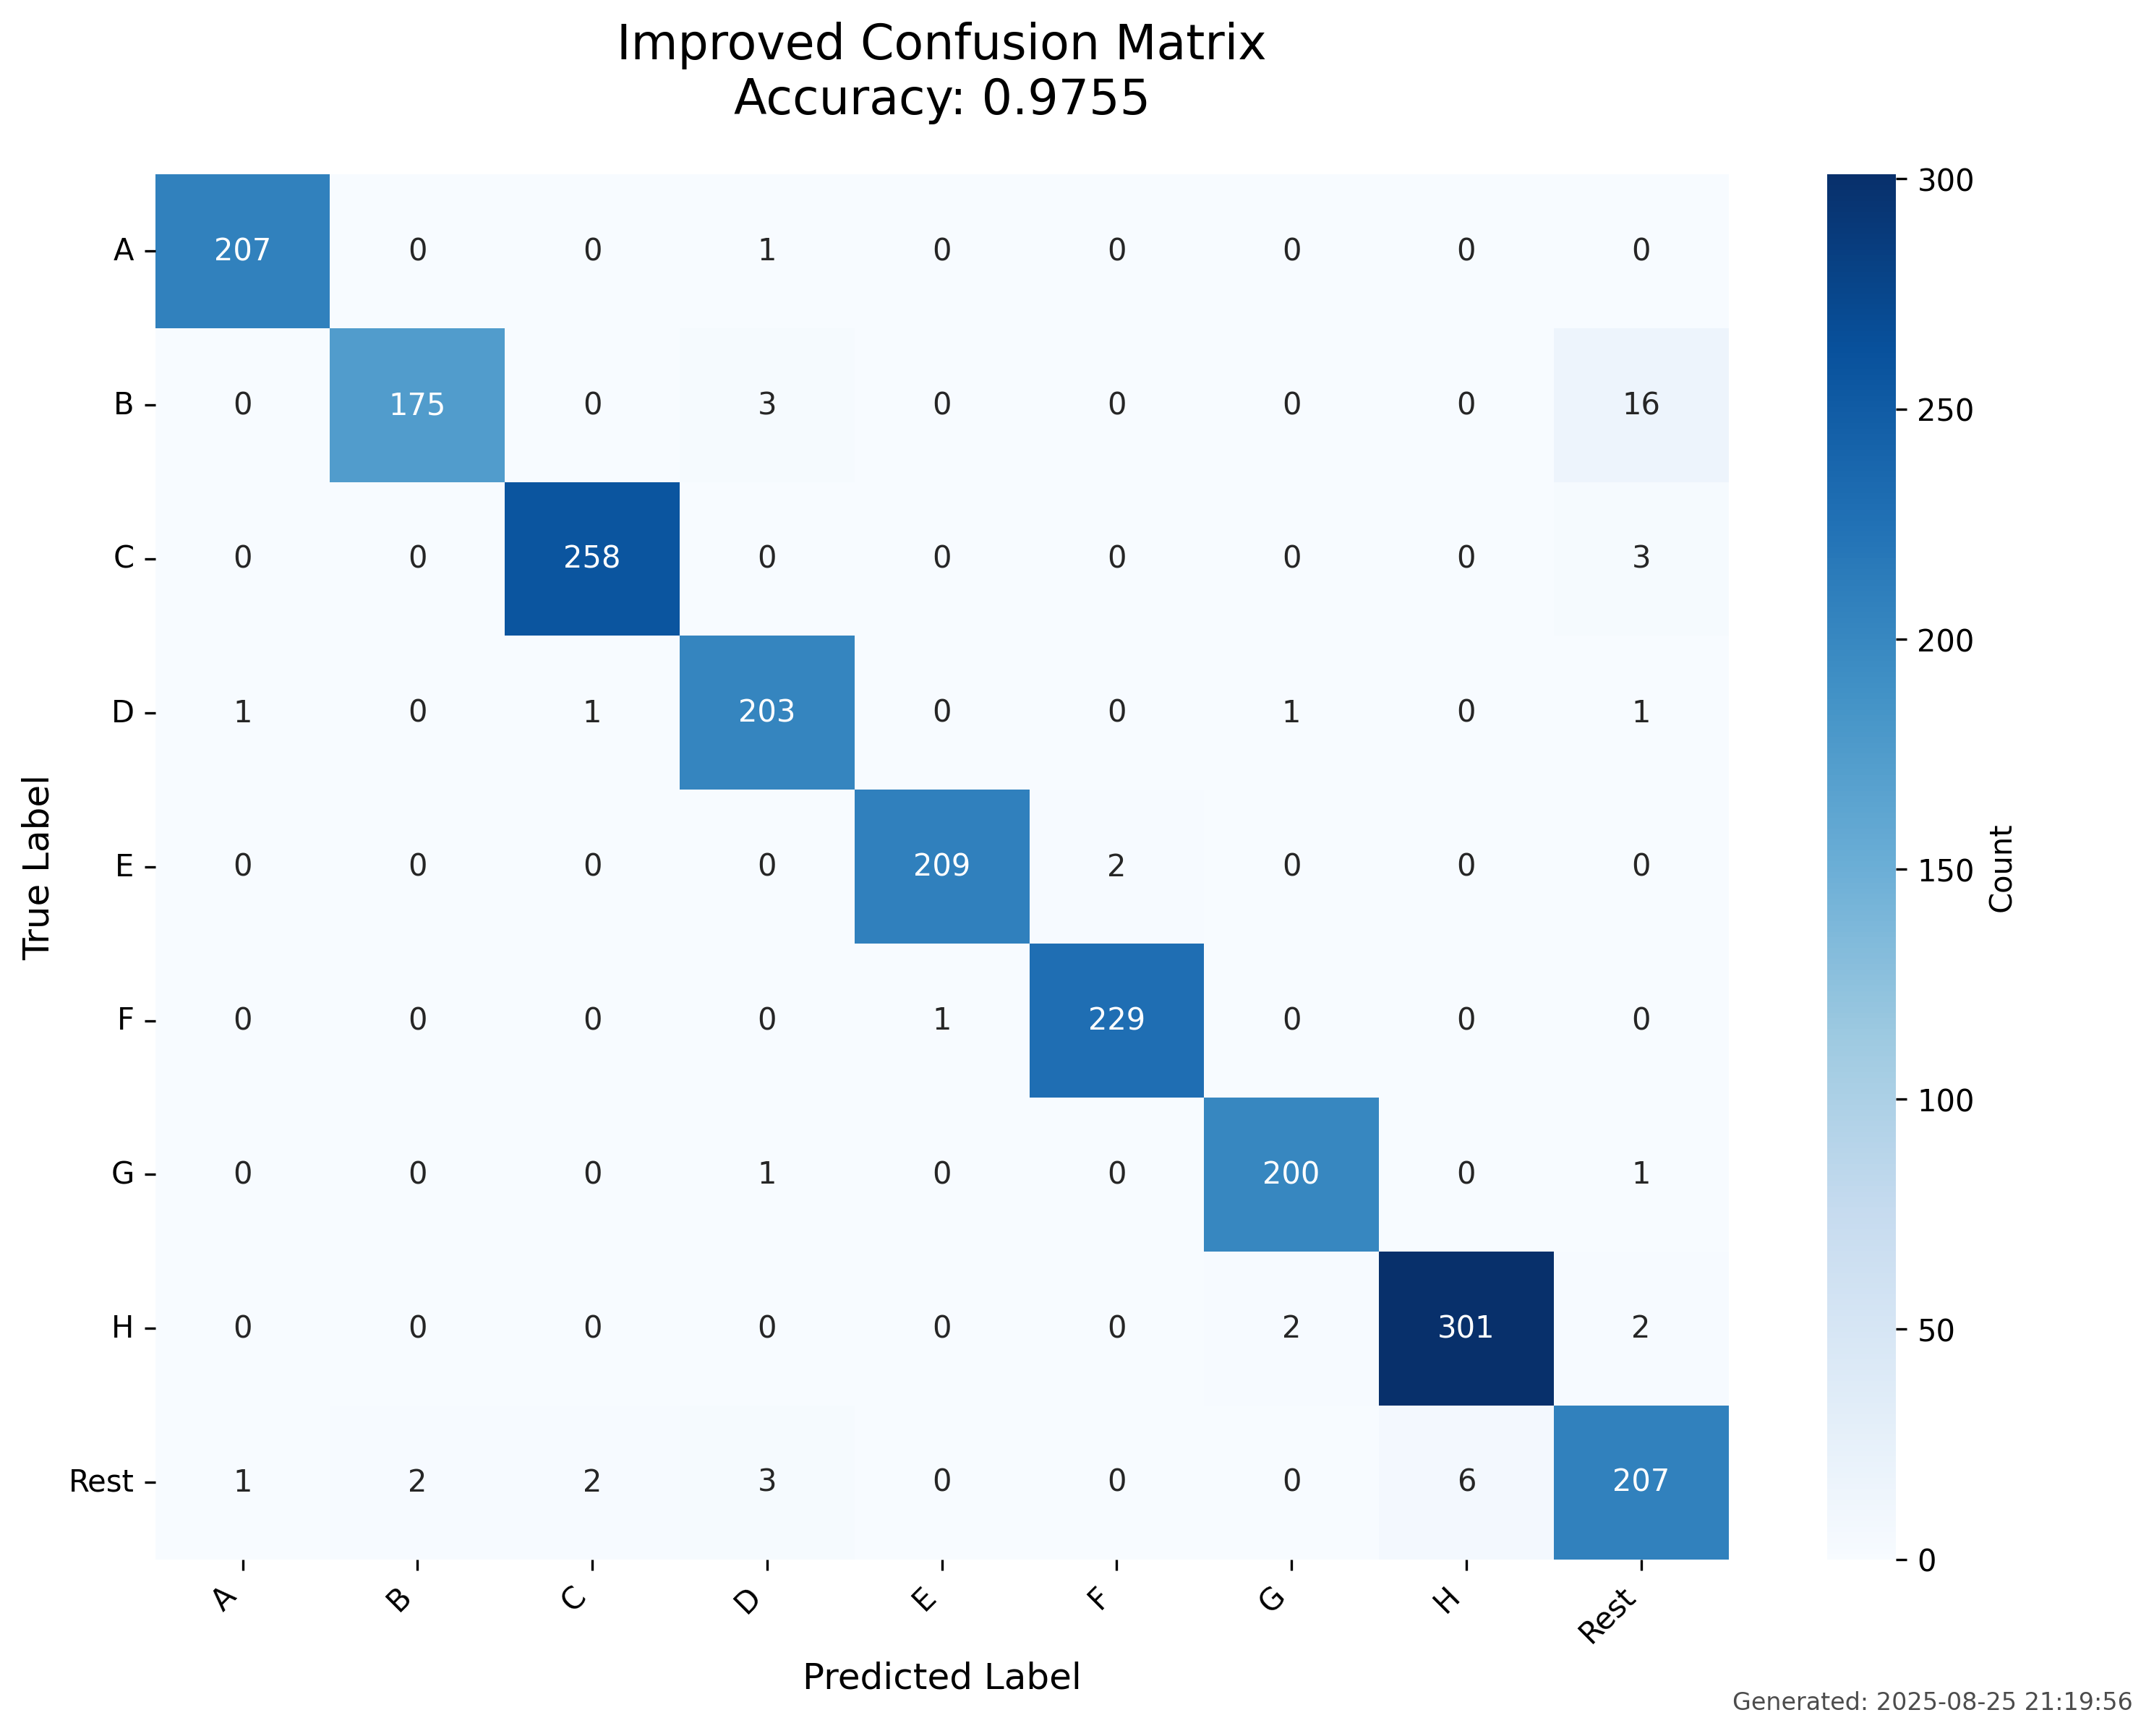 Improved Confusion Matrix
Accuracy: 0.9755
A 207 0 0 1 0 0 0 0 0
B 0 175 0 3 0 0 0 0 16
C 0 0 258 0 0 0 0 0 3
D 1 0 1 203 0 0 1 0 1
E 0 0 0 0 209 2 0 0 0
F 0 0 0 0 1 229 0 0 0
G 0 0 0 1 0 0 200 0 1
H 0 0 0 0 0 0 2 301 2
Rest 1 2 2 3 0 0 0 6 207
A B C D E F G H Rest
True Label
Predicted Label
300
250
200
150
100
50
0
Count
Generated: 2025-08-25 21:19:56